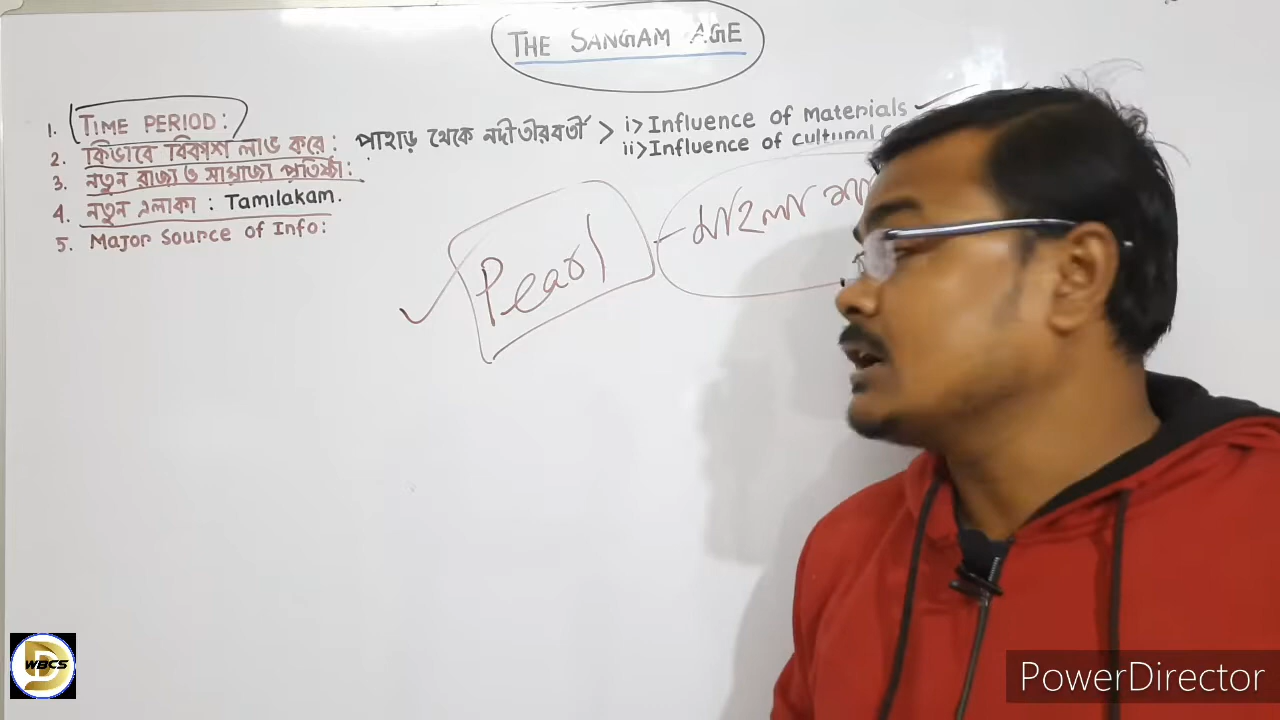 THE SANGAM AGE
1. TIME PERIOD:
2. কিভাবে বিকাশ লাভ করে: পাহাড় থেকে নদীতীরবর্তী > i> Influence of Materials
ii> Influence of cultural
3. নতুন রাজ্য ও সাম্রাজ্য প্রতিষ্ঠা:
4. নতুন এলাকা : Tamilakam.
5. Major Source of Info:
Pearl
WBCS
PowerDirector